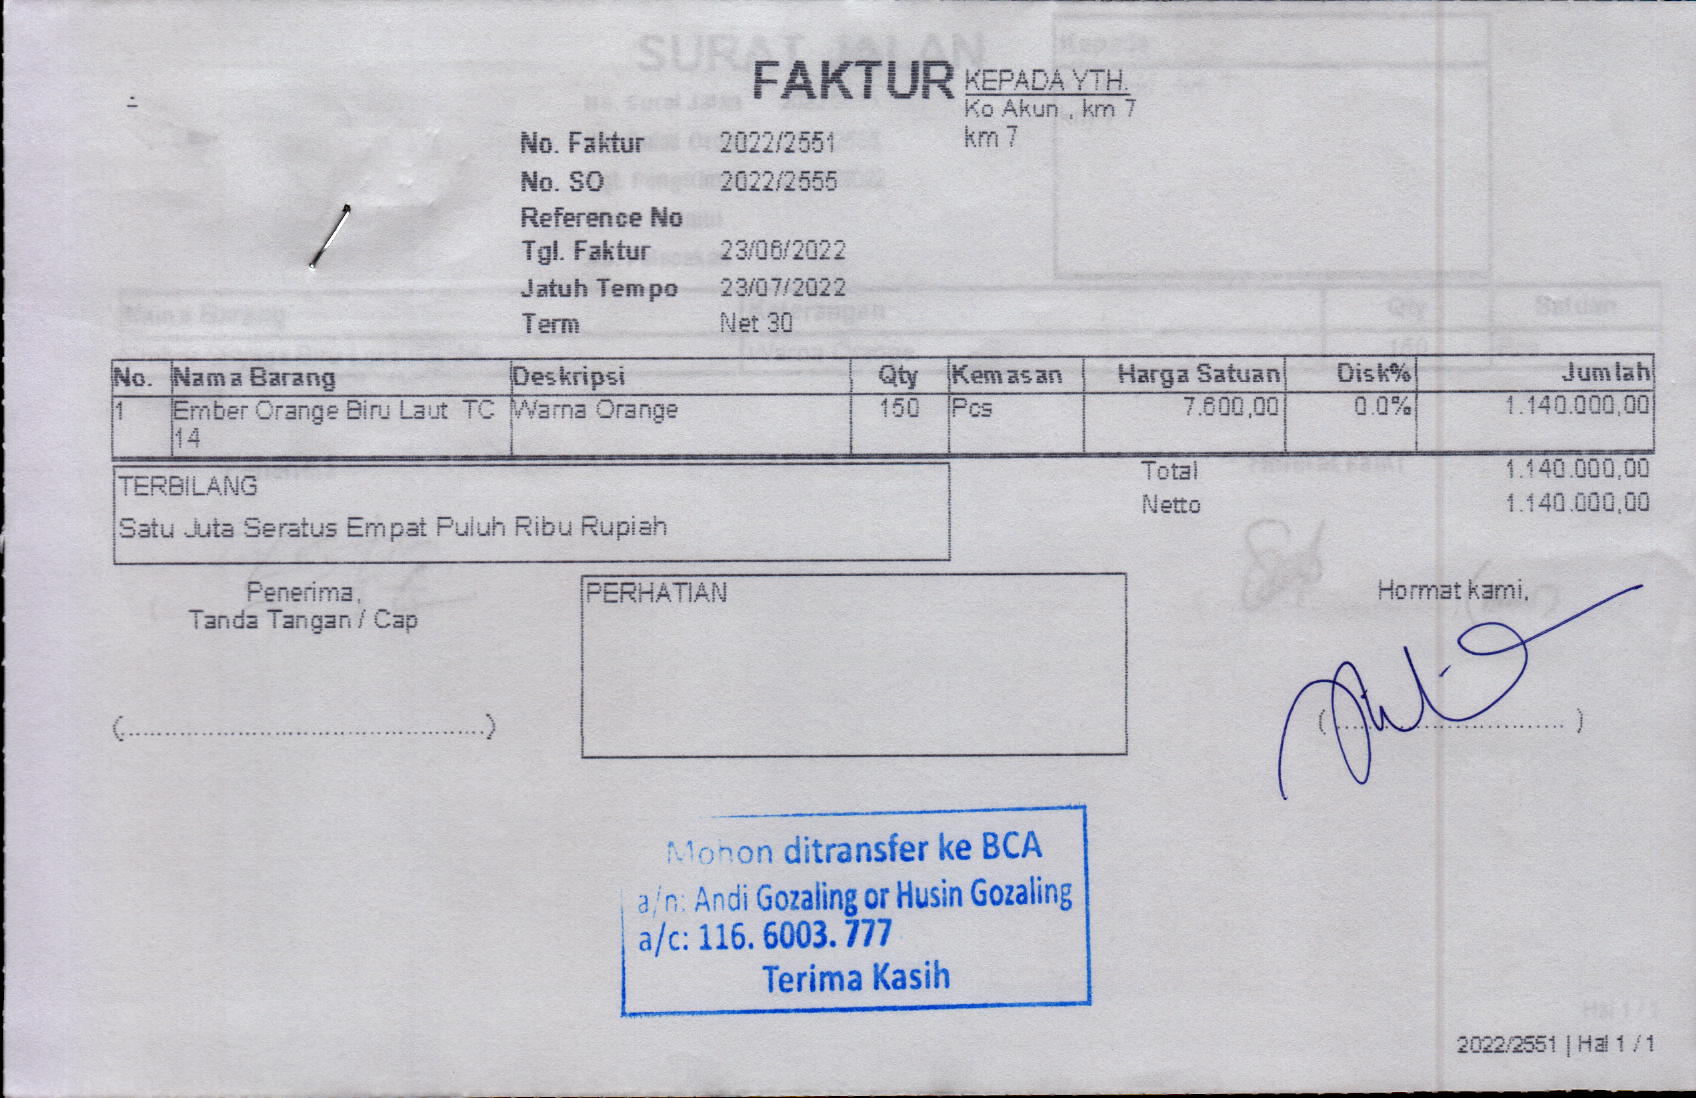 FAKTUR
KEPADA YTH.
Ko Akun , km 7
km 7
No. Faktur 2022/2551
No. SO 2022/2555
Reference No
Tgl. Faktur 23/06/2022
Jatuh Tempo 23/07/2022
Term Net 30
No. Nama Barang Deskripsi Qty Kemasan Harga Satuan Disk% Jumlah
1 Ember Orange Biru Laut TC 14 Warna Orange 150 Pcs 7.600,00 0.0% 1.140.000,00
Total 1.140.000,00
Netto 1.140.000,00
TERBILANG
Satu Juta Seratus Empat Puluh Ribu Rupiah
Penerima,
Tanda Tangan / Cap
PERHATIAN
Hormat kami,
Mohon ditransfer ke BCA
a/n: Andi Gozaling or Husin Gozaling
a/c: 116. 6003. 777
Terima Kasih
2022/2551 | Hal 1 / 1